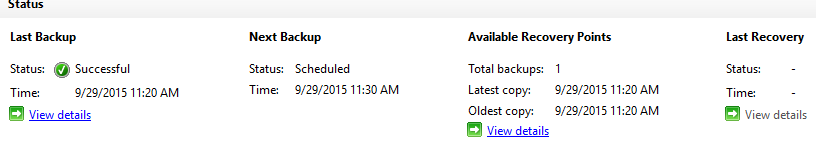 Status
Last Backup
Status: Successful
Time: 9/29/2015 11:20 AM
View details
Next Backup
Status: Scheduled
Time: 9/29/2015 11:30 AM
Available Recovery Points
Total backups: 1
Latest copy: 9/29/2015 11:20 AM
Oldest copy: 9/29/2015 11:20 AM
View details
Last Recovery
Status: -
Time: -
View details